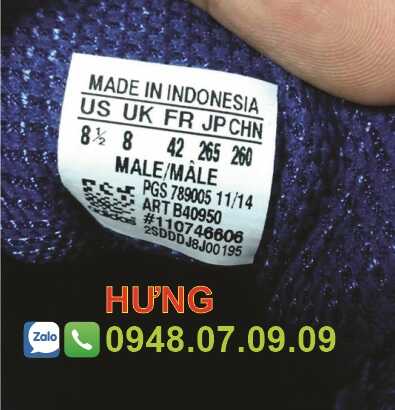 MADE IN INDONESIA
US UK FR JP CHN
8½ 8 42 265 260
MALE/MÂLE
PGS 789005 11/14
ART B40950
#110746606
2SDDDJ8J00195
HƯNG
Zalo 0948.07.09.09